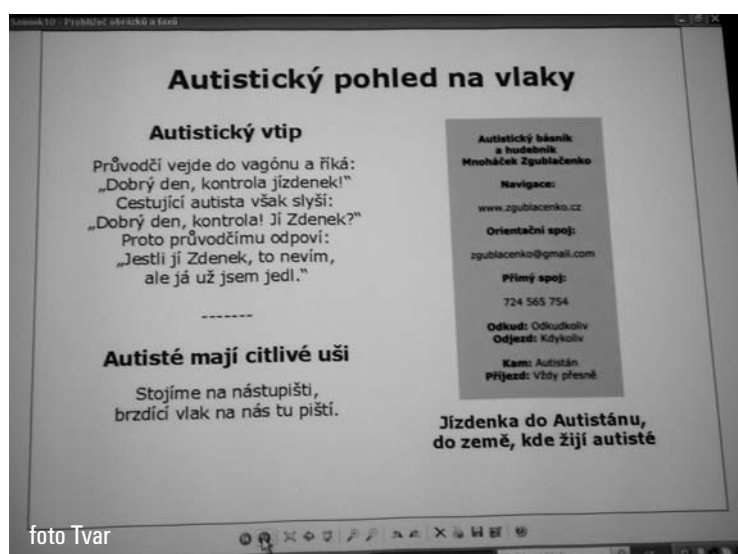 Snimek10 - Prohlížeč obrázků a faxů
Autistický pohled na vlaky
Autistický vtip
Průvodčí vejde do vagónu a říká:
„Dobrý den, kontrola jízdenek!“
Cestující autista však slyší:
„Dobrý den, kontrola! Jí Zdenek?“
Proto průvodčímu odpoví:
„Jestli jí Zdenek, to nevím,
ale já už jsem jedl.“
-------
Autisté mají citlivé uši
Stojíme na nástupišti,
brzdící vlak na nás tu piští.
Autistický básník
a hudebník
Mnoháček Zgublačenko
Navigace:
www.zgublacenko.cz
Orientační spoj:
zgublacenko@gmail.com
Přímý spoj:
724 565 754
Odkud: Odkudkoliv
Odjezd: Kdykoliv
Kam: Autistán
Příjezd: Vždy přesně
Jízdenka do Autistánu,
do země, kde žijí autisté
foto Tvar